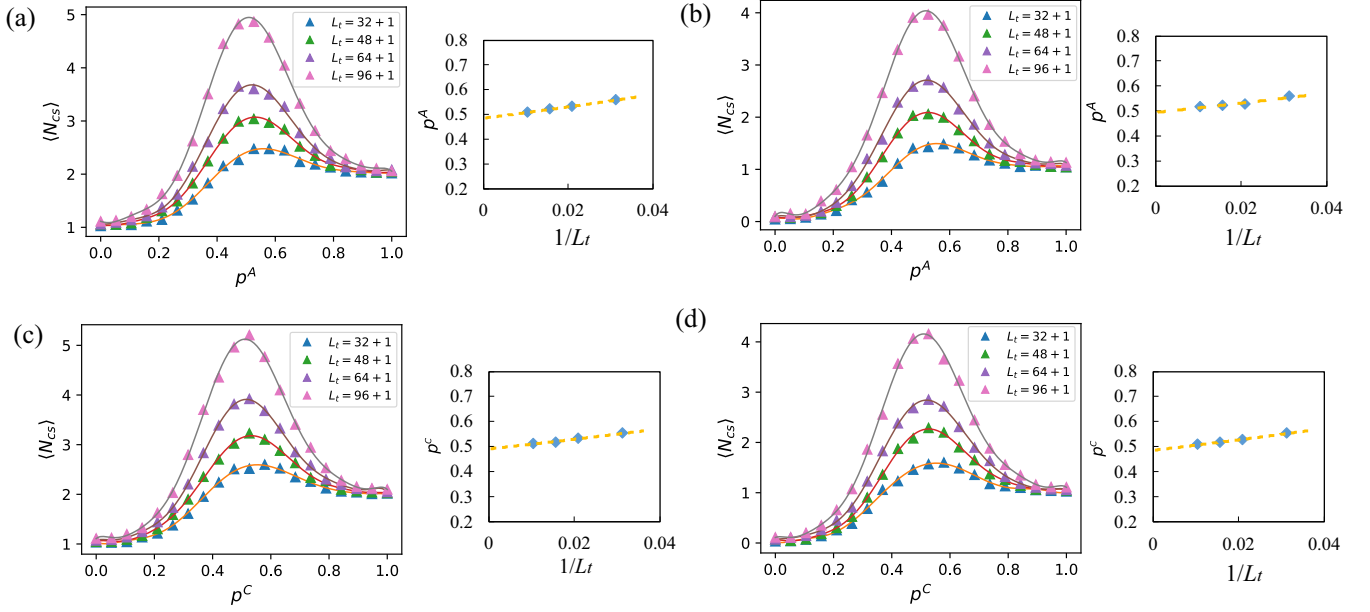 (a)
⟨N_cs⟩
5
4
3
2
1
0.0 0.2 0.4 0.6 0.8 1.0
p^A
L_t = 32 + 1
L_t = 48 + 1
L_t = 64 + 1
L_t = 96 + 1
p^A
0.8
0.7
0.6
0.5
0.4
0.3
0.2
0 0.02 0.04
1/L_t
(b)
⟨N_cs⟩
4
3
2
1
0
0.0 0.2 0.4 0.6 0.8 1.0
p^A
L_t = 32 + 1
L_t = 48 + 1
L_t = 64 + 1
L_t = 96 + 1
p^A
0.8
0.7
0.6
0.5
0.4
0.3
0.2
0 0.02 0.04
1/L_t
(c)
⟨N_cs⟩
5
4
3
2
1
0.0 0.2 0.4 0.6 0.8 1.0
p^C
L_t = 32 + 1
L_t = 48 + 1
L_t = 64 + 1
L_t = 96 + 1
p^c
0.8
0.7
0.6
0.5
0.4
0.3
0.2
0 0.02 0.04
1/L_t
(d)
⟨N_cs⟩
4
3
2
1
0
0.0 0.2 0.4 0.6 0.8 1.0
p^C
L_t = 32 + 1
L_t = 48 + 1
L_t = 64 + 1
L_t = 96 + 1
p^c
0.8
0.7
0.6
0.5
0.4
0.3
0.2
0 0.02 0.04
1/L_t